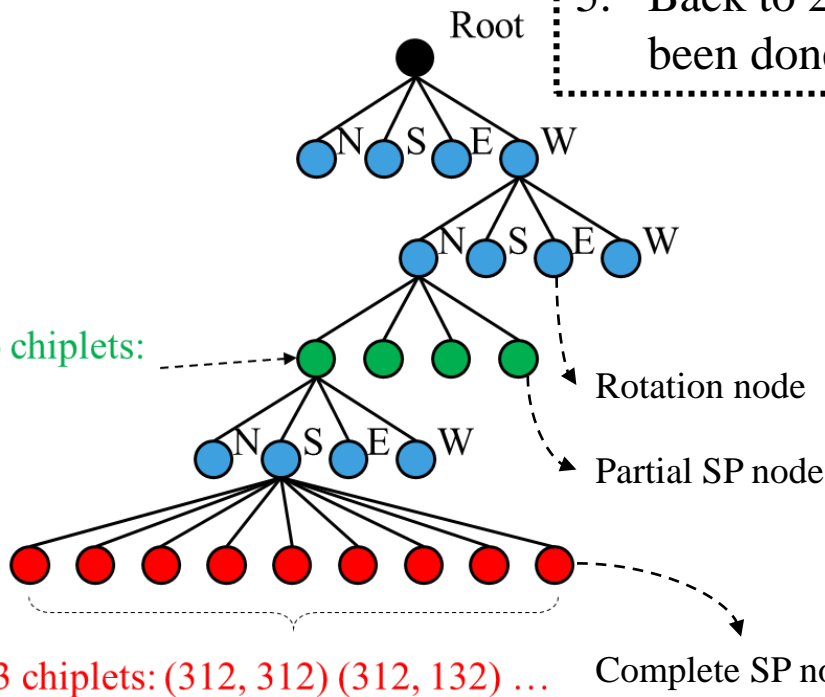 Root
Back to 2
been done
N S E W
N S E W
chiplets:
Rotation node
N S E W
Partial SP node
3 chiplets: (312, 312) (312, 132) …
Complete SP